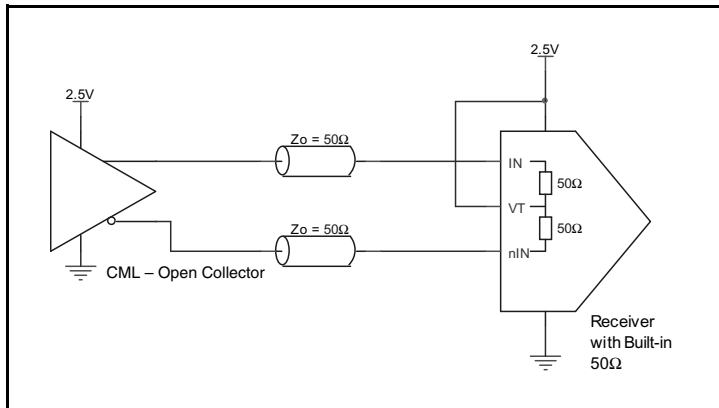 2.5V
2.5V
Zo = 50Ω
IN
50Ω
VT
Zo = 50Ω
50Ω
nIN
CML – Open Collector
Receiver
with Built-in
50Ω